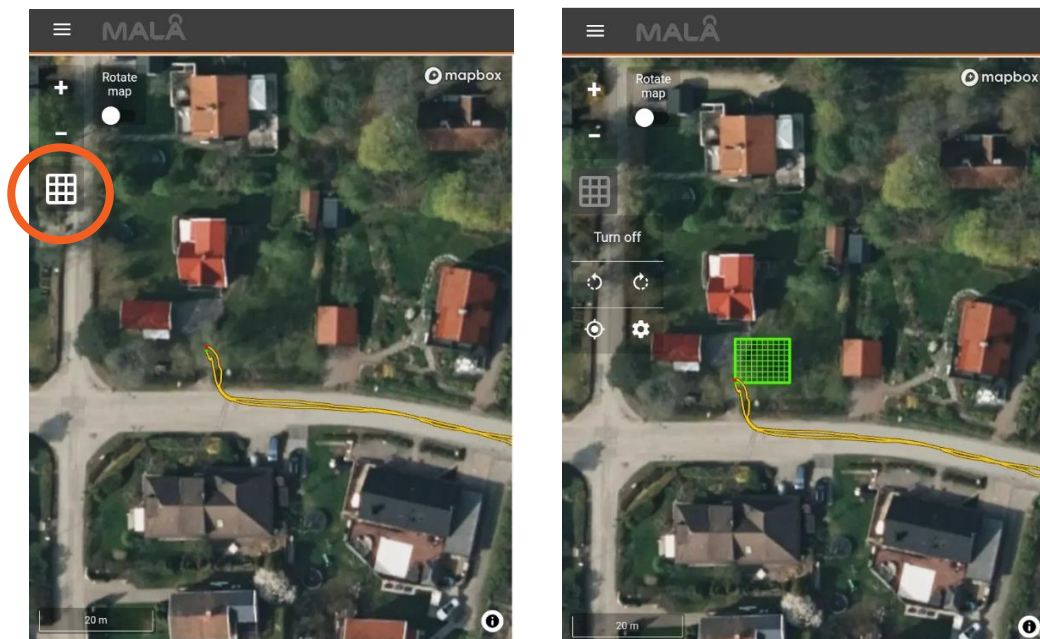 MALÅ
+
Rotate
map
mapbox
-
20 m
MALÅ
+
Rotate
map
mapbox
-
Turn off
20 m